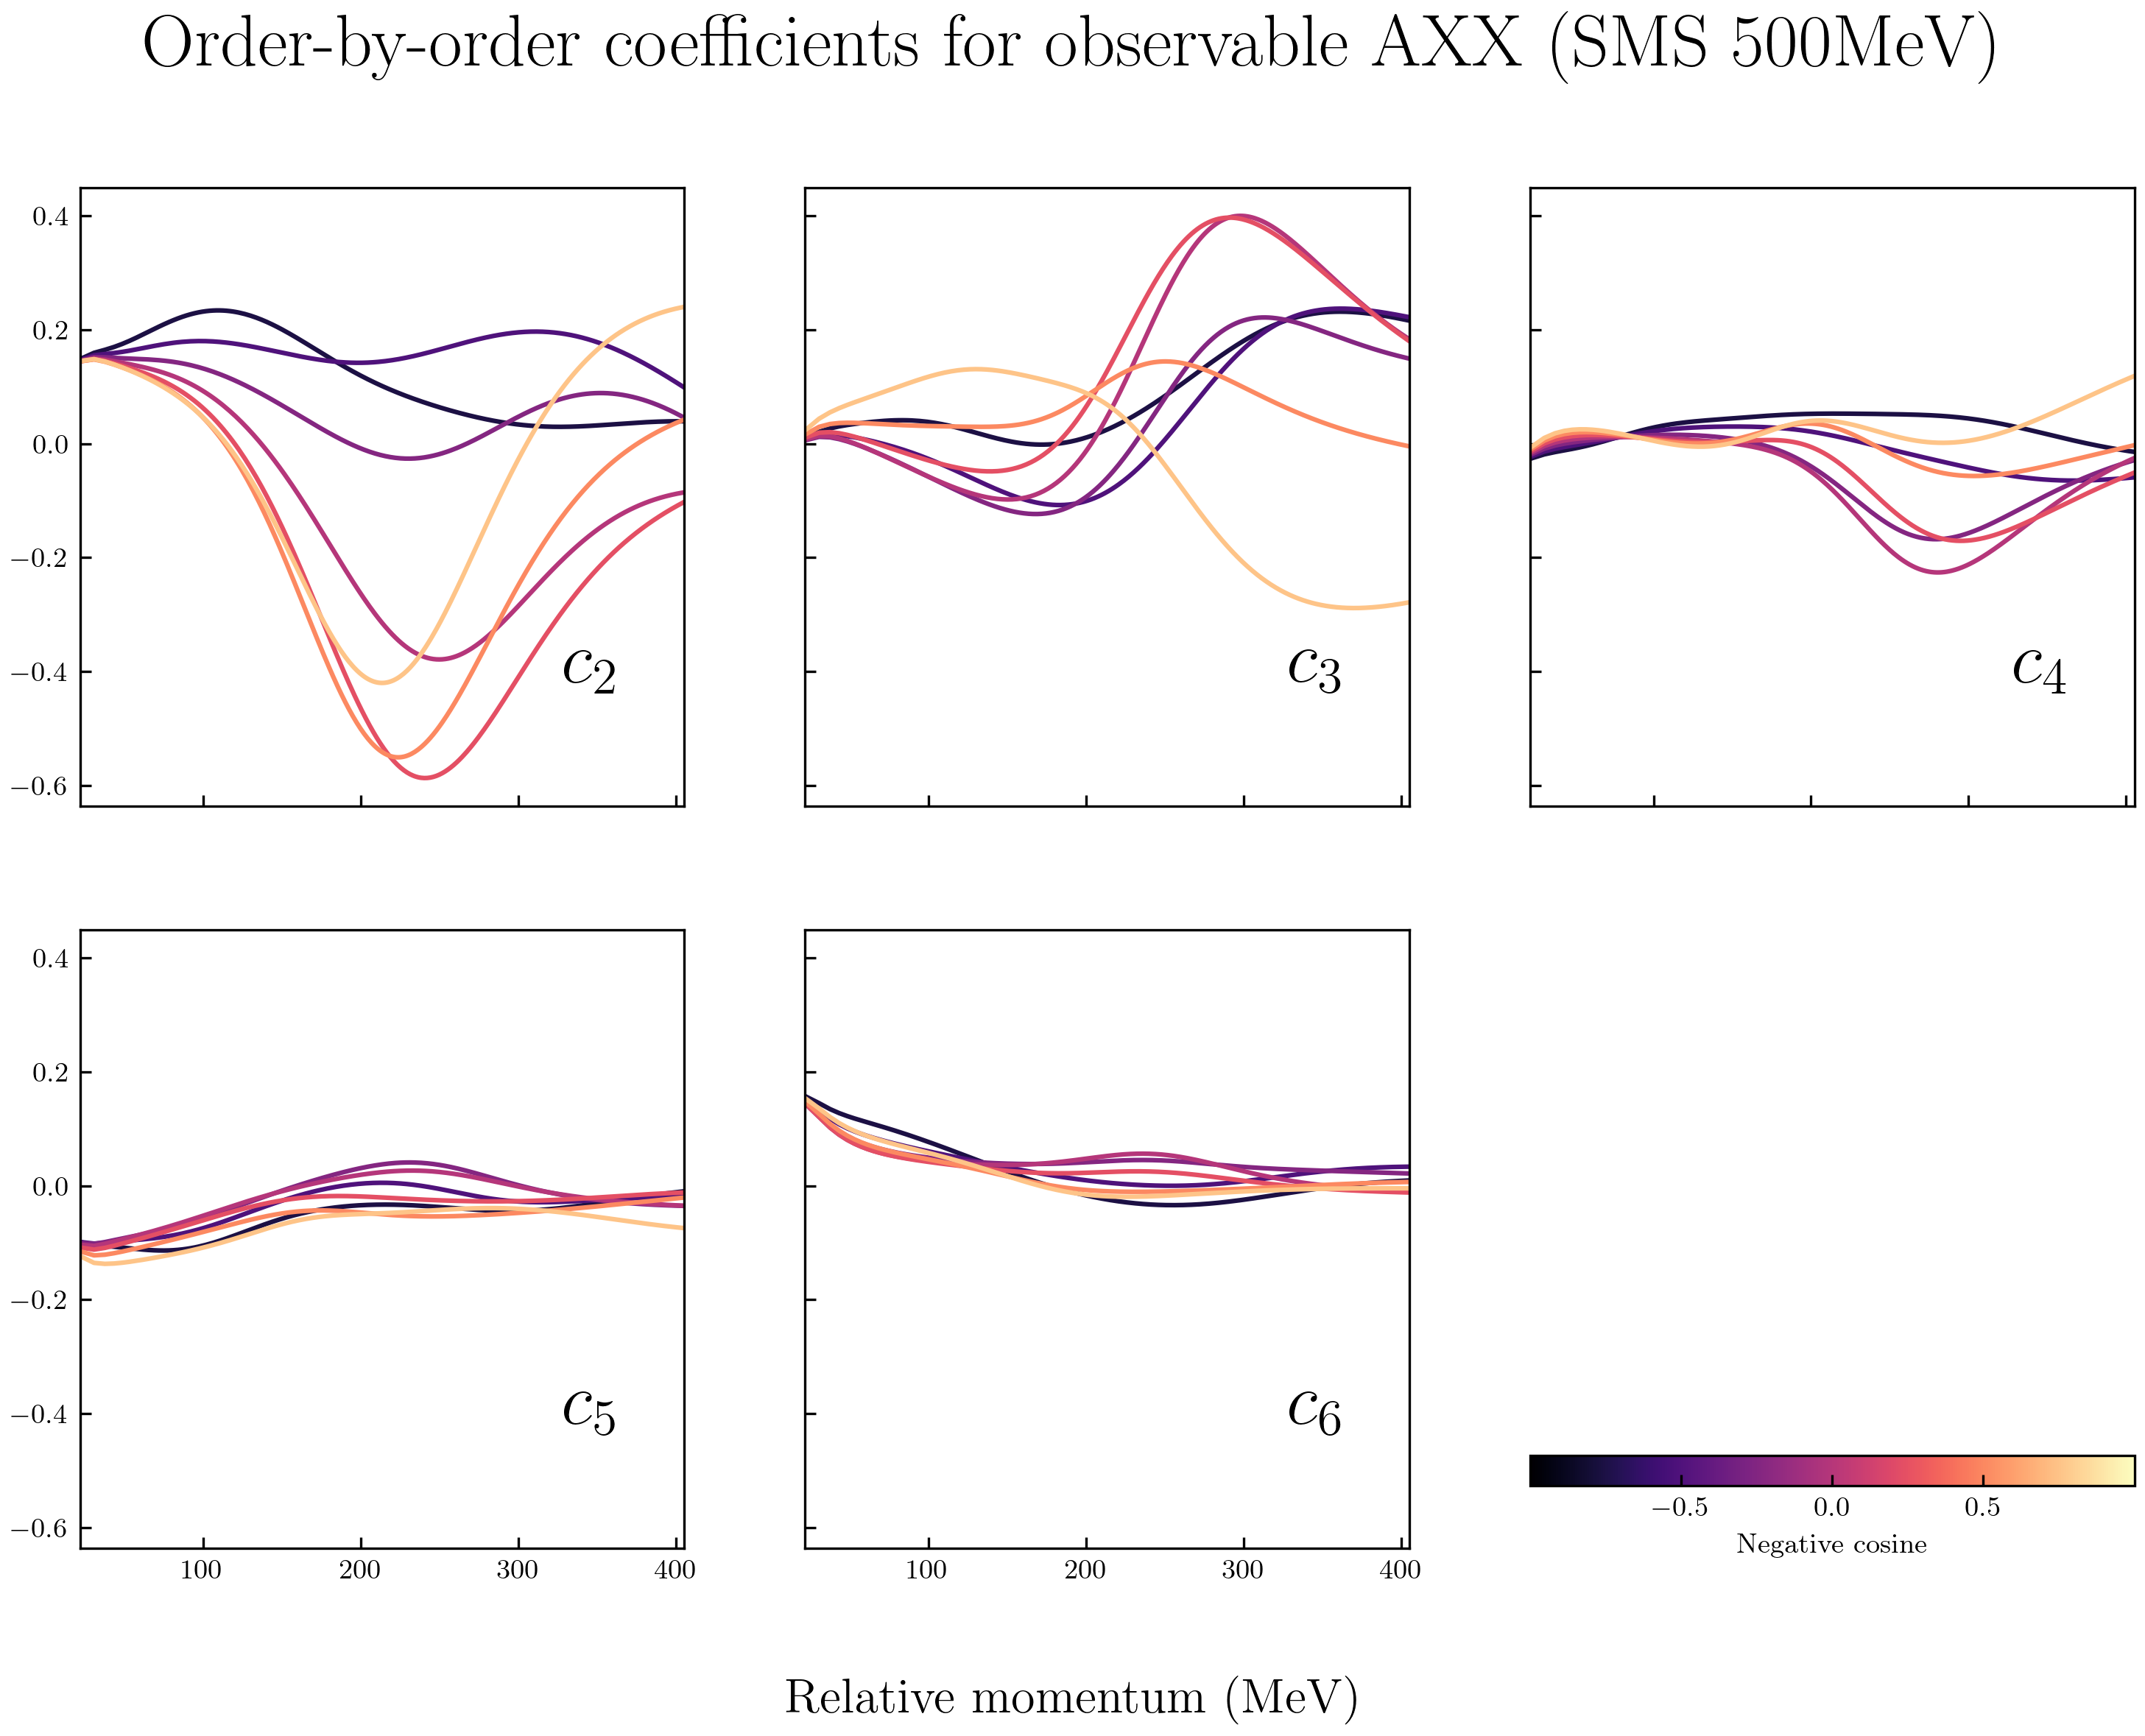 Order-by-order coefficients for observable AXX (SMS 500MeV)
0.4
0.2
0.0
−0.2
−0.4
−0.6
c₂
c₃
c₄
0.4
0.2
0.0
−0.2
−0.4
−0.6
c₅
c₆
100 200 300 400
100 200 300 400
−0.5 0.0 0.5
Negative cosine
Relative momentum (MeV)